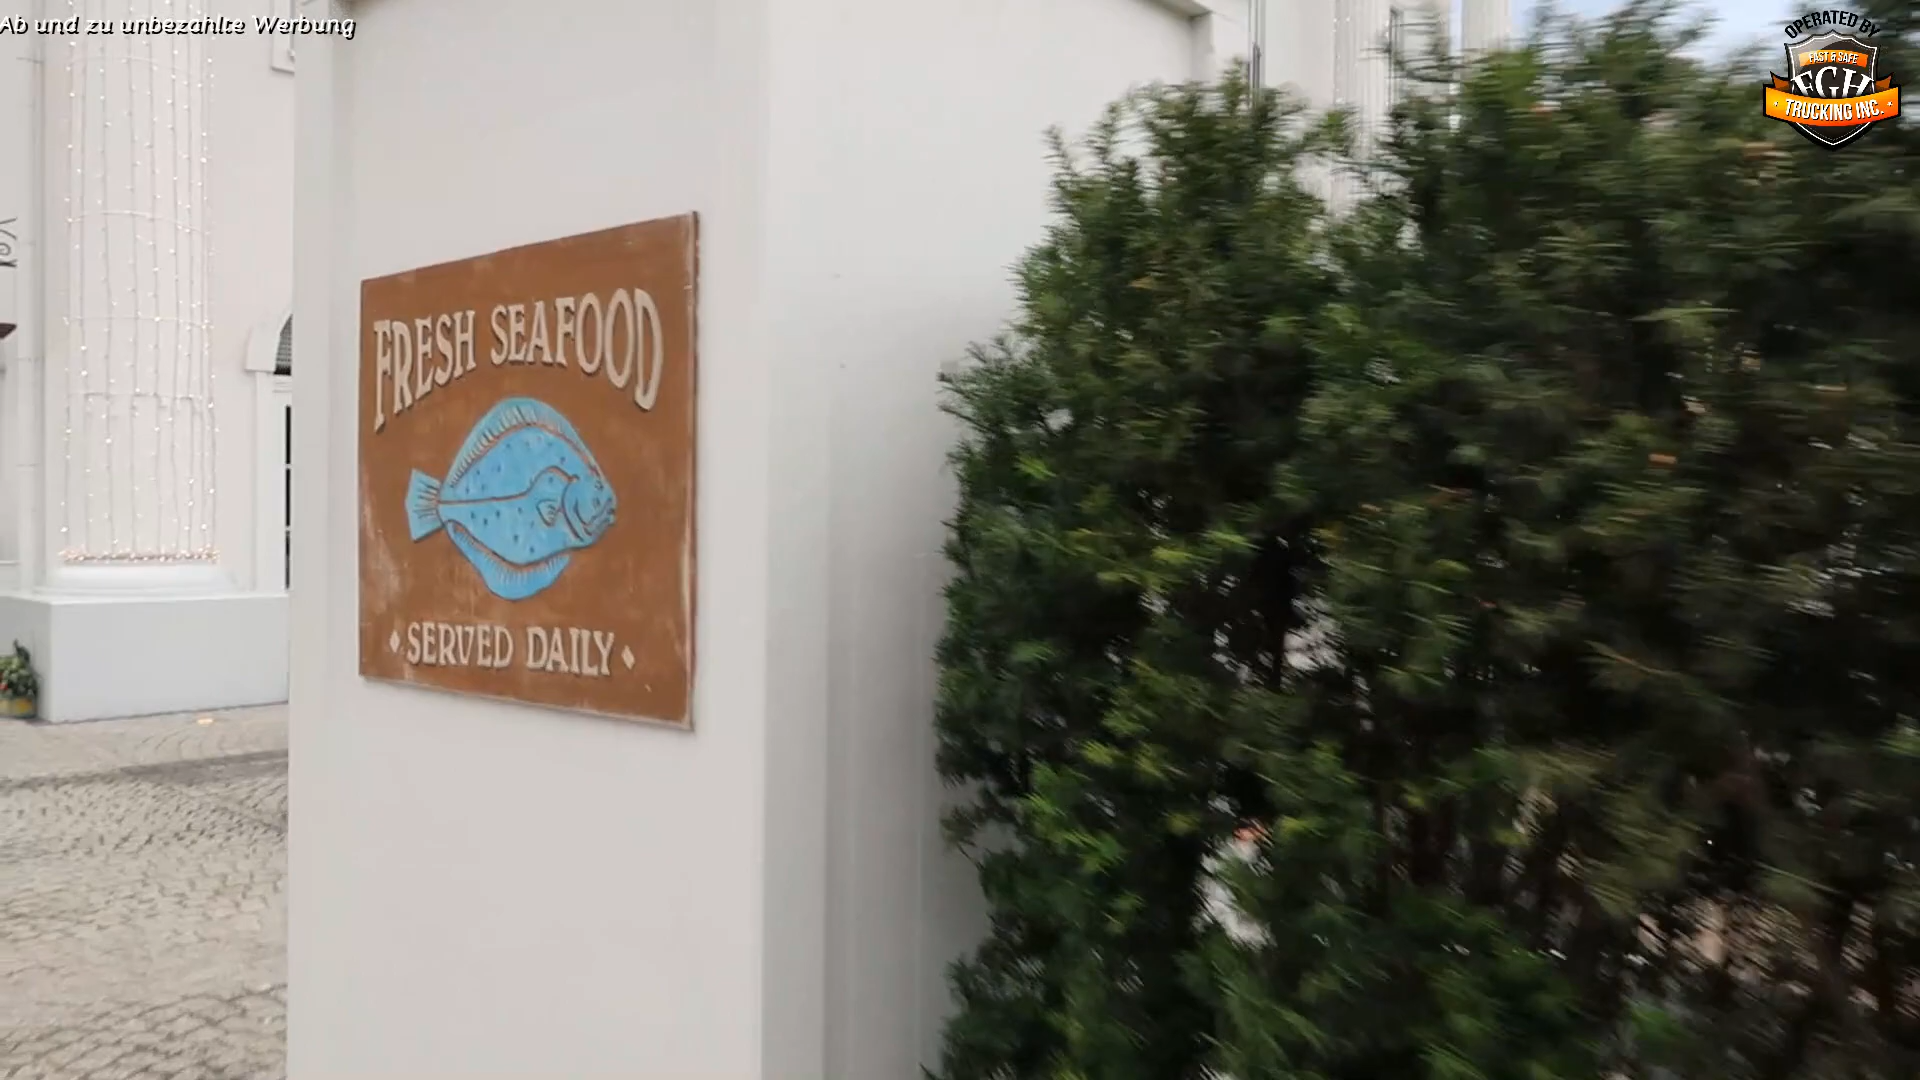 Ab und zu unbezahlte Werbung
OPERATED BY
FAST & SAFE
FGH
TRUCKING INC.
FRESH SEAFOOD
SERVED DAILY